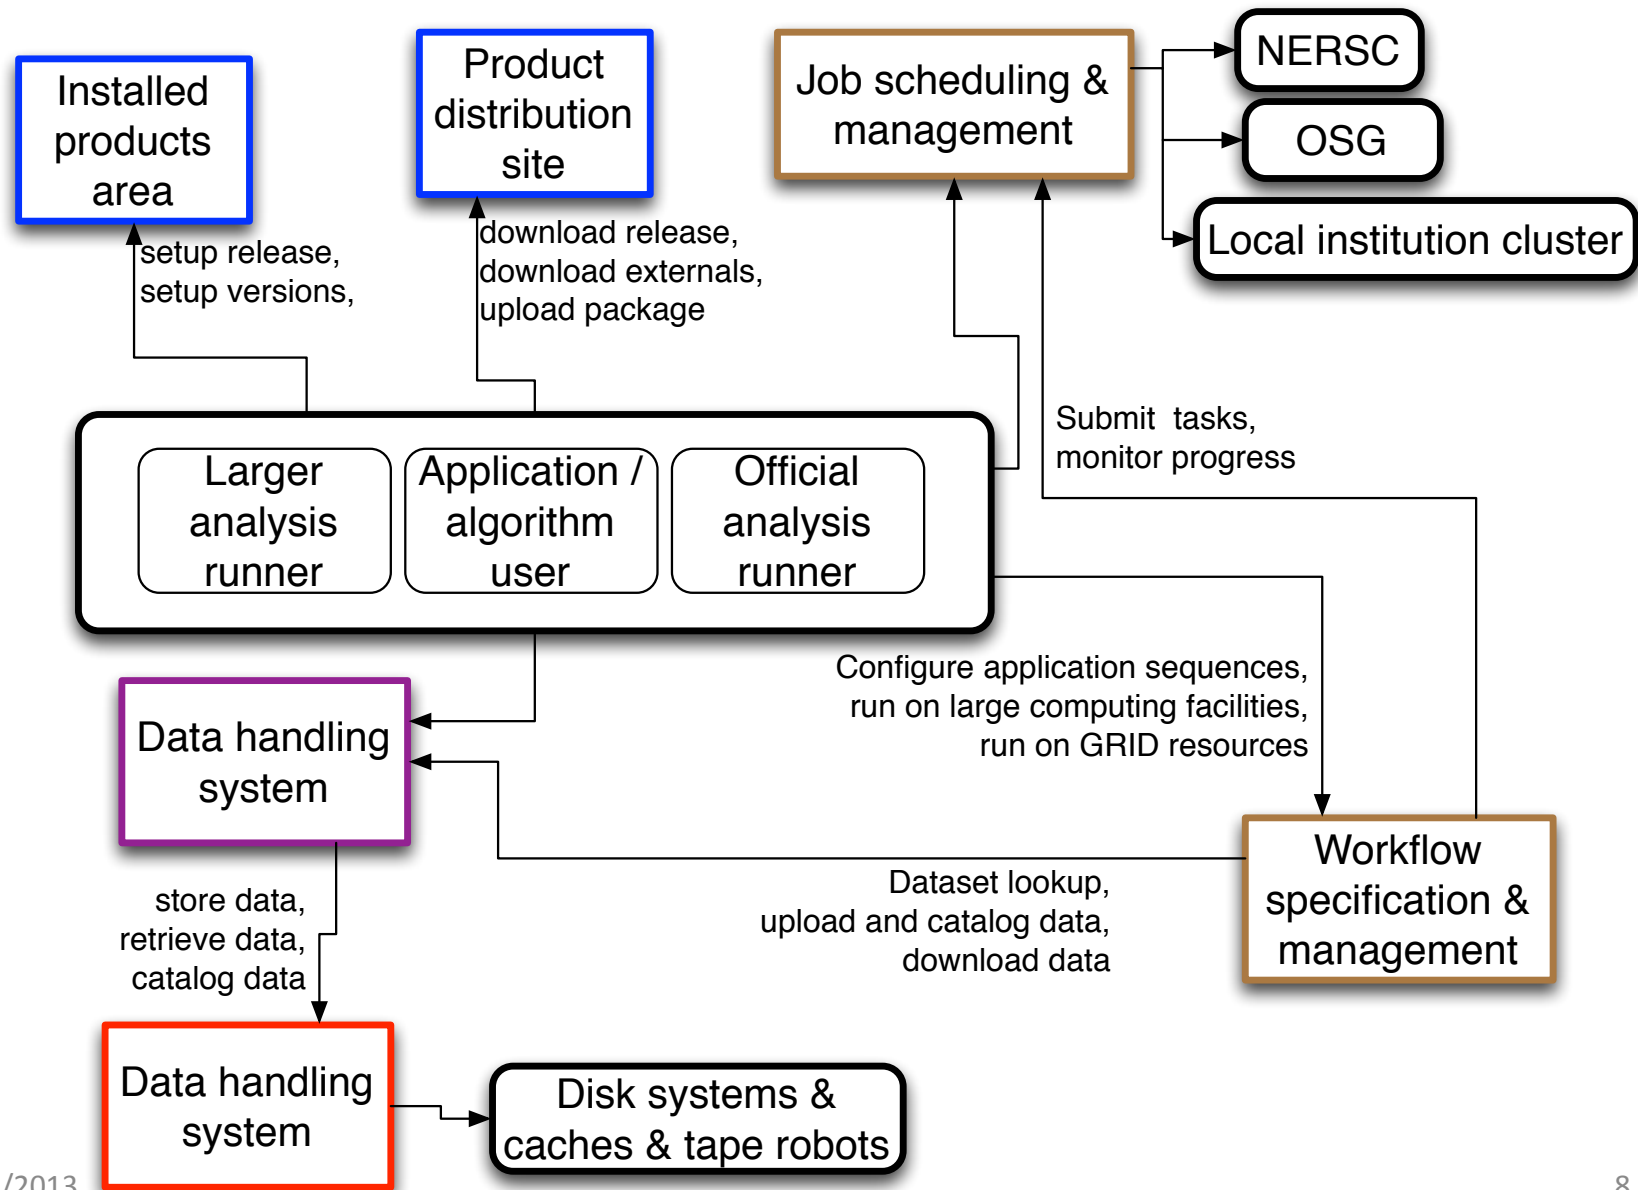 Installed
products
area
Product
distribution
site
Job scheduling &
management
NERSC
OSG
Local institution cluster
setup release,
setup versions,
download release,
download externals,
upload package
Submit  tasks,
monitor progress
Larger
analysis
runner
Application /
algorithm
user
Official
analysis
runner
Configure application sequences,
run on large computing facilities,
run on GRID resources
Data handling
system
Workflow
specification &
management
Dataset lookup,
upload and catalog data,
download data
store data,
retrieve data,
catalog data
Data handling
system
Disk systems &
caches & tape robots
/2013
8